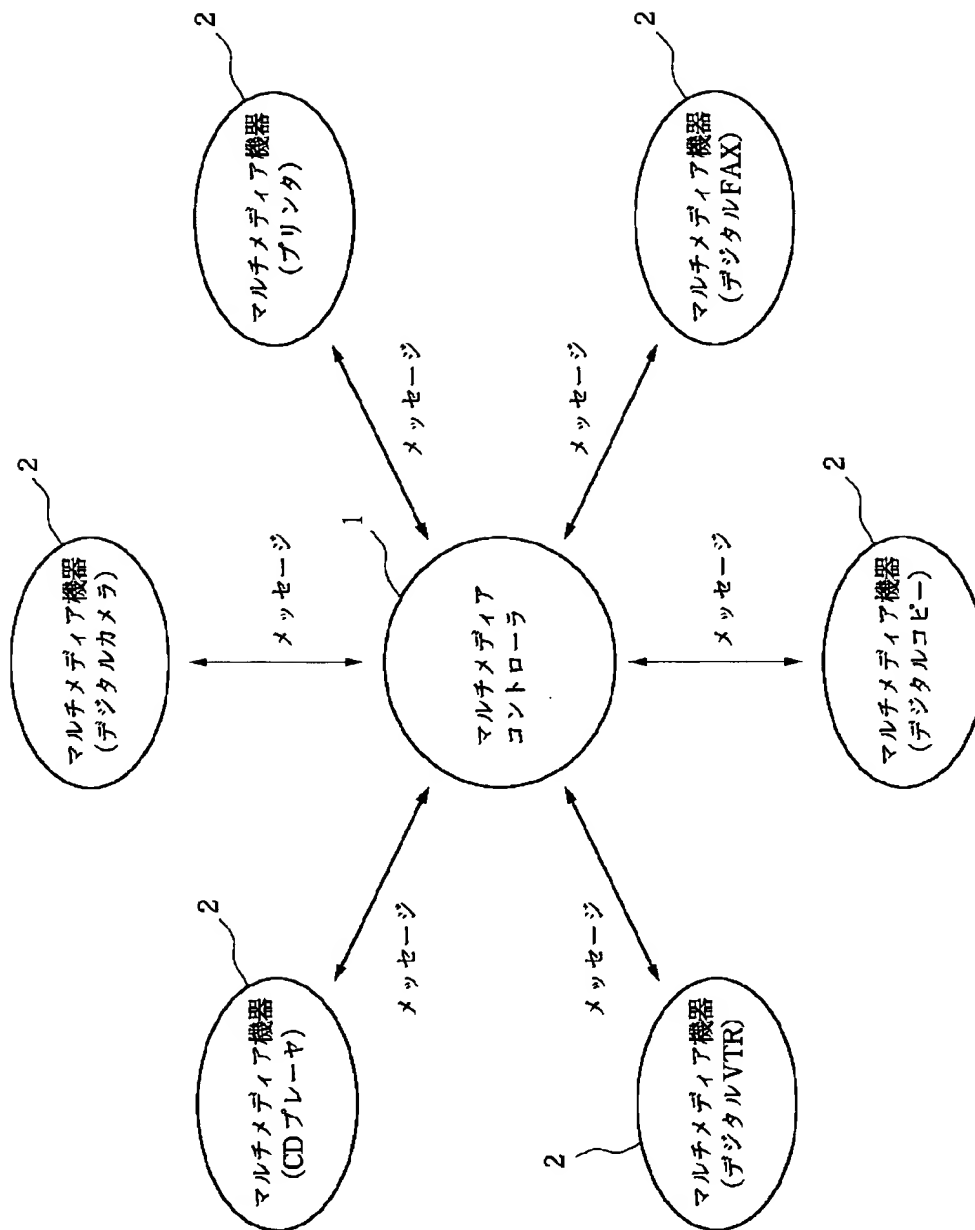 マルチメディア機器
(デジタルカメラ)
2
マルチメディア機器
(CDプレーヤ)
2
メッセージ
マルチメディア機器
(プリンタ)
2
メッセージ
メッセージ
1
マルチメディア
コントローラ
メッセージ
メッセージ
2
マルチメディア機器
(デジタルVTR)
メッセージ
マルチメディア機器
(デジタルFAX)
2
マルチメディア機器
(デジタルコピー)
2